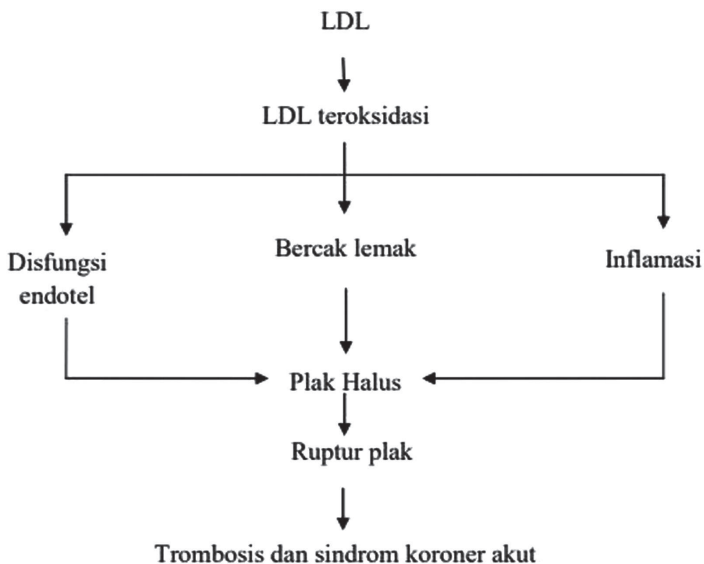 LDL
LDL teroksidasi
Disfungsi
endotel
Bercak lemak
Inflamasi
Plak Halus
Ruptur plak
Trombosis dan sindrom koroner akut